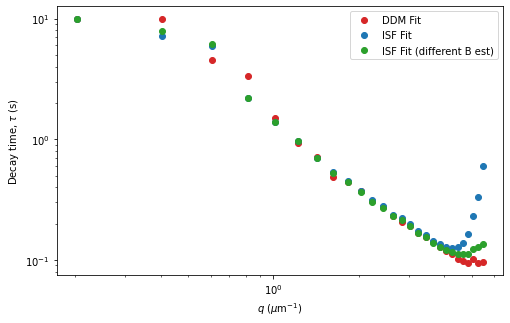 10¹
DDM Fit
ISF Fit
ISF Fit (different B est)
Decay time, τ (s)
10⁰
10⁻¹
10⁰
q (μm⁻¹)